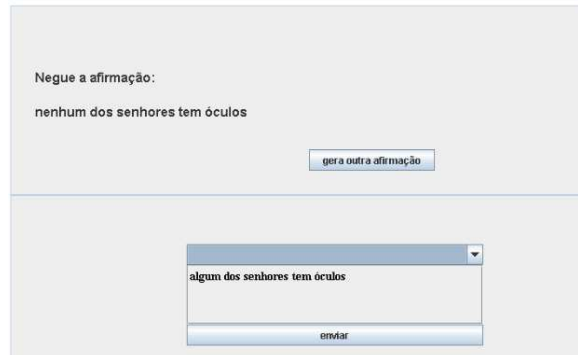 Negue a afirmação:
nenhum dos senhores tem óculos
gera outra afirmação
algum dos senhores tem óculos
enviar